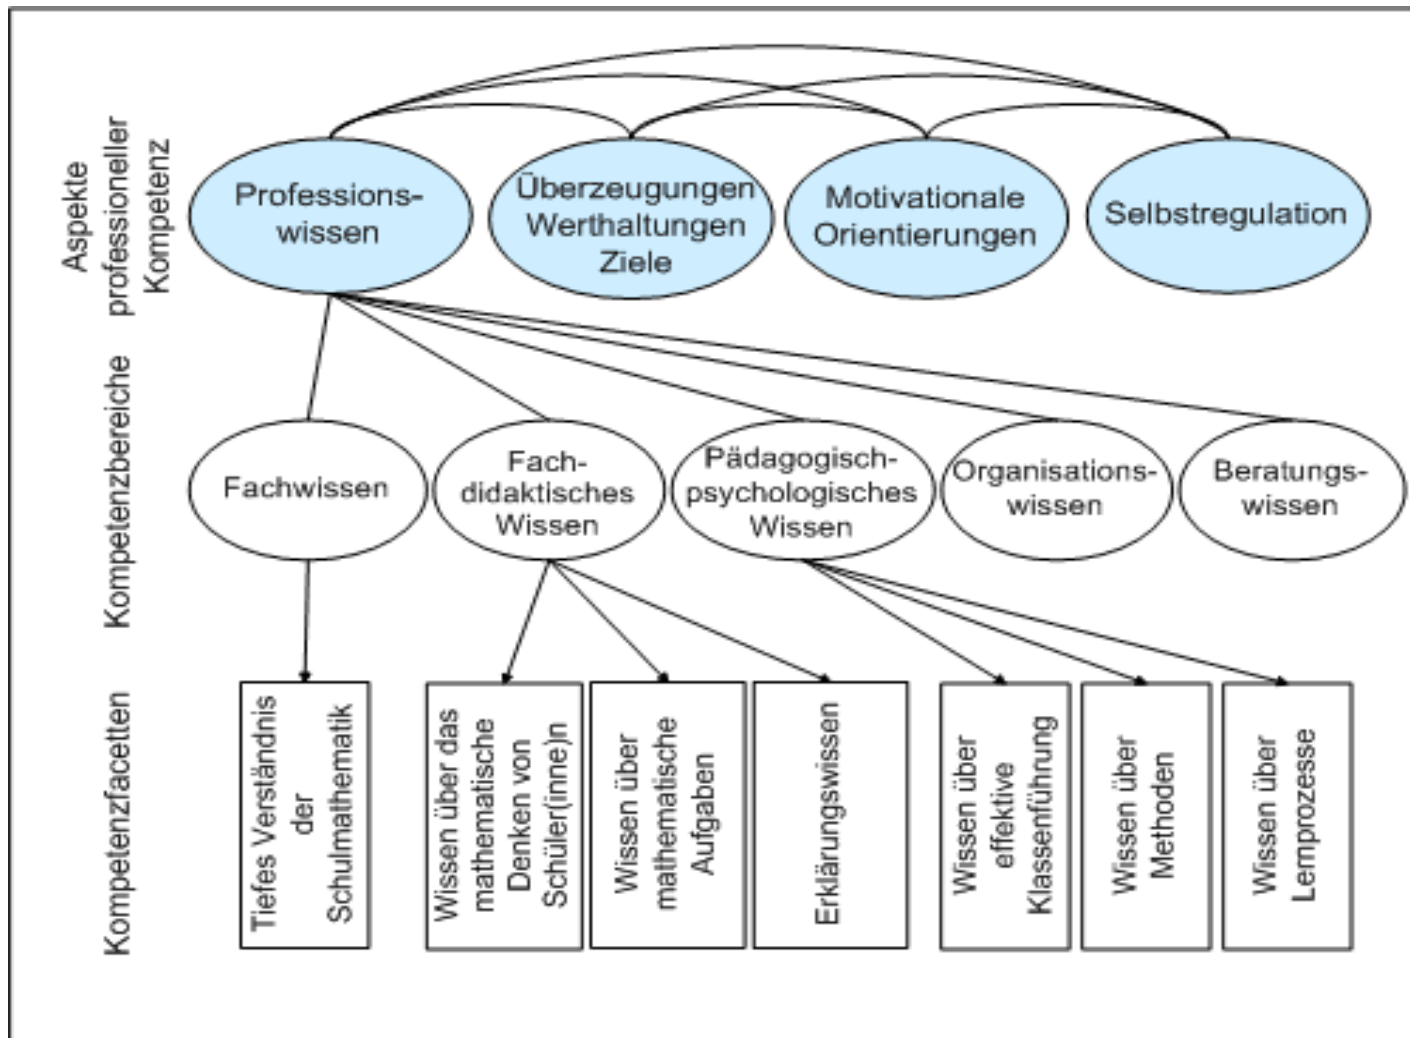 Aspekte
professioneller
Kompetenz
Professions-
wissen
Überzeugungen
Werthaltungen
Ziele
Motivationale
Orientierungen
Selbstregulation
Kompetenzbereiche
Fachwissen
Fach-
didaktisches
Wissen
Pädagogisch-
psychologisches
Wissen
Organisations-
wissen
Beratungs-
wissen
Kompetenzfacetten
Tiefes Verständnis
der
Schulmathematik
Wissen über das
mathematische
Denken von
Schüler(inne)n
Wissen über
mathematische
Aufgaben
Erklärungswissen
Wissen über
effektive
Klassenführung
Wissen über
Methoden
Wissen über
Lernprozesse